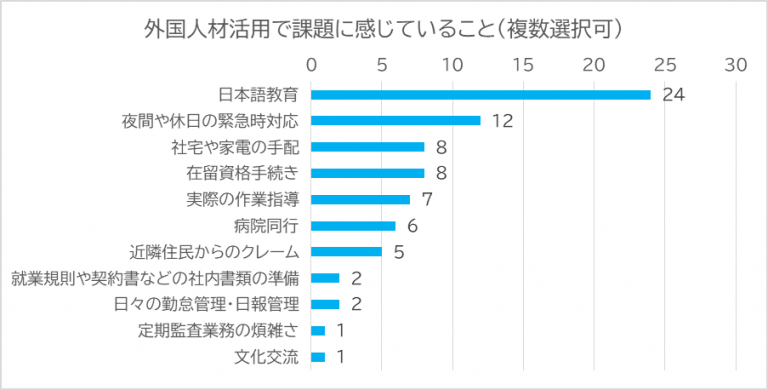 外国人材活用で課題に感じていること(複数選択可)
0 5 10 15 20 25 30
日本語教育 24
夜間や休日の緊急時対応 12
社宅や家電の手配 8
在留資格手続き 8
実際の作業指導 7
病院同行 6
近隣住民からのクレーム 5
就業規則や契約書などの社内書類の準備 2
日々の勤怠管理・日報管理 2
定期監査業務の煩雑さ 1
文化交流 1